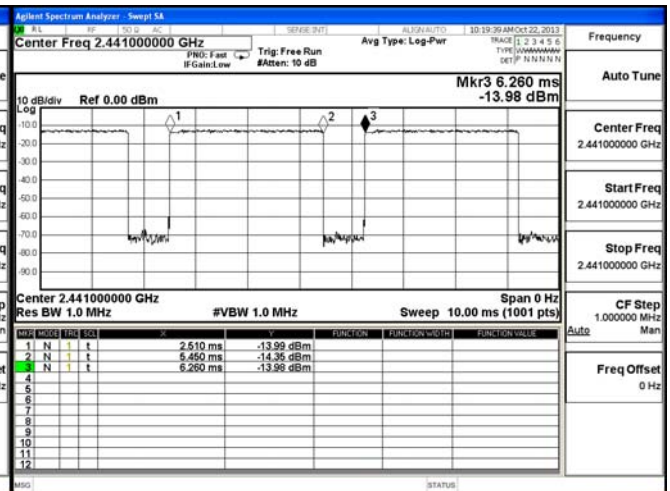 Agilent Spectrum Analyzer - Swept SA
RL RF 50 Ω AC SENSE:INT ALIGNAUTO 10:19:39 AM Oct 22, 2013
Center Freq 2.441000000 GHz
PNO: Fast
IFGain:Low
Trig: Free Run
#Atten: 10 dB
Avg Type: Log-Pwr
TRACE 1 2 3 4 5 6
TYPE
DET P N N N N N
Mkr3 6.260 ms
-13.98 dBm
10 dB/div Ref 0.00 dBm
Log
1 2 3
-10.0
-20.0
-30.0
-40.0
-50.0
-60.0
-70.0
-80.0
-90.0
Center 2.441000000 GHz Span 0 Hz
Res BW 1.0 MHz #VBW 1.0 MHz Sweep 10.00 ms (1001 pts)
MKR MODE TRC SCL X Y FUNCTION FUNCTION WIDTH FUNCTION VALUE
1 N 1 t 2.510 ms -13.99 dBm
2 N 1 t 5.450 ms -14.35 dBm
3 N 1 t 6.260 ms -13.98 dBm
4
5
6
7
8
9
10
11
12
MSG STATUS
Frequency
Auto Tune
Center Freq
2.441000000 GHz
Start Freq
2.441000000 GHz
Stop Freq
2.441000000 GHz
CF Step
1.000000 MHz
Auto Man
Freq Offset
0 Hz